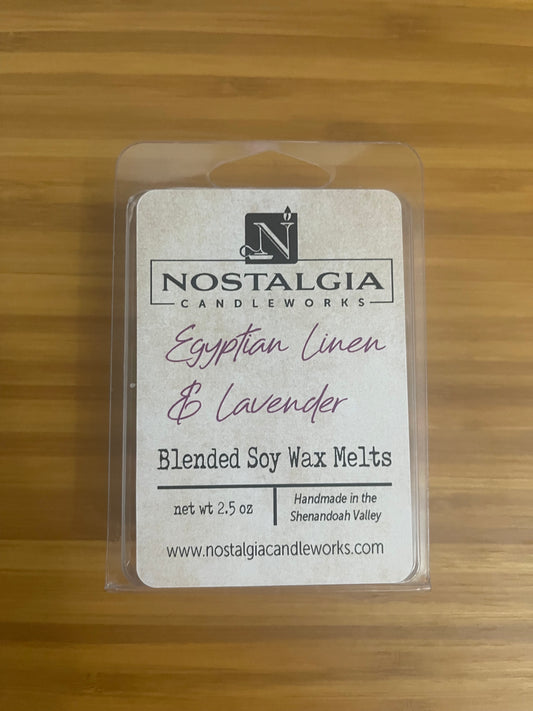 N
NOSTALGIA
CANDLEWORKS
Egyptian Linen
& Lavender
Blended Soy Wax Melts
net wt 2.5 oz
Handmade in the
Shenandoah Valley
www.nostalgiacandleworks.com